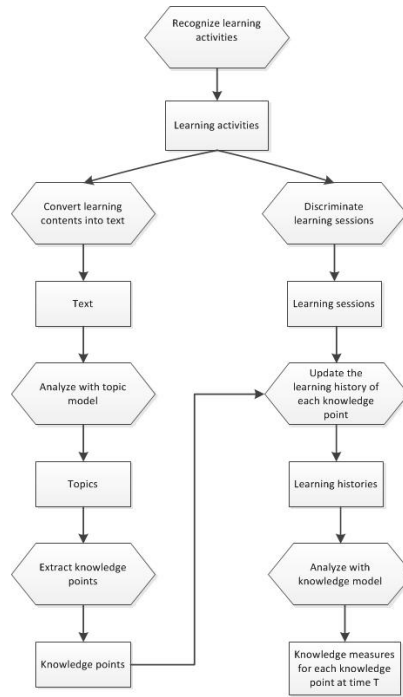 Recognize learning
activities
Learning activities
Convert learning
contents into text
Text
Analyze with topic
model
Topics
Extract knowledge
points
Knowledge points
Discriminate
learning sessions
Learning sessions
Update the
learning history of
each knowledge
point
Learning histories
Analyze with
knowledge model
Knowledge measures
for each knowledge
point at time T